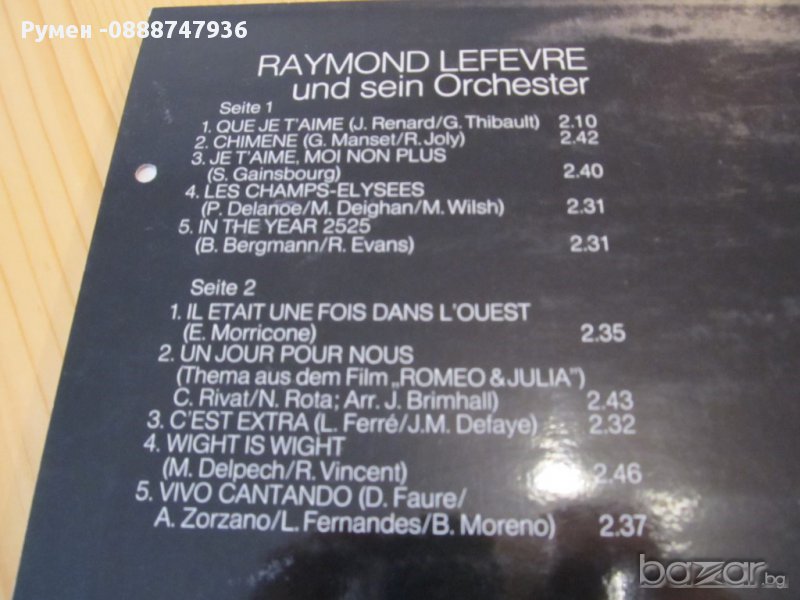 Румен -0888747936
RAYMOND LEFEVRE
und sein Orchester
Seite 1
1. QUE JE T'AIME (J. Renard/G. Thibault) 2.10
2. CHIMENE (G. Manset/R. Joly) 2.42
3. JE T'AIME, MOI NON PLUS
(S. Gainsbourg) 2.40
4. LES CHAMPS-ELYSEES
(P. Delanoe/M. Deighan/M. Wilsh) 2.31
5. IN THE YEAR 2525
(B. Bergmann/R. Evans) 2.31
Seite 2
1. IL ETAIT UNE FOIS DANS L'OUEST
(E. Morricone) 2.35
2. UN JOUR POUR NOUS
(Thema aus dem Film „ROMEO & JULIA")
C. Rivat/N. Rota; Arr. J. Brimhall) 2.43
3. C'EST EXTRA (L. Ferré/J.M. Defaye) 2.32
4. WIGHT IS WIGHT
(M. Delpech/R. Vincent) 2.46
5. VIVO CANTANDO (D. Faure/
A. Zorzano/L. Fernandes/B. Moreno) 2.37
bazar.bg